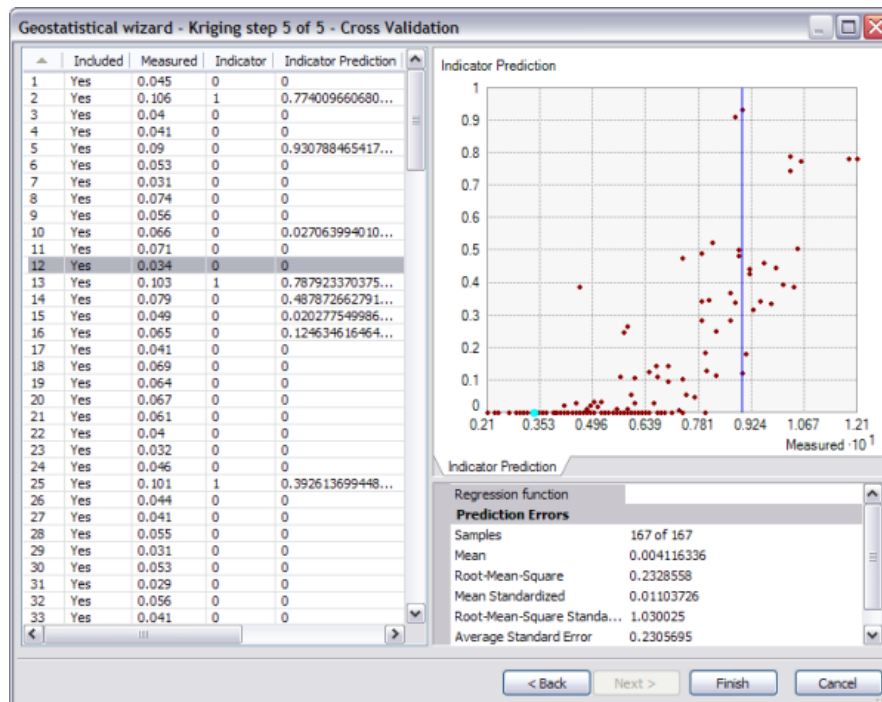 Geostatistical wizard - Kriging step 5 of 5 - Cross Validation
Included Measured Indicator Indicator Prediction
1 Yes 0.045 0 0
2 Yes 0.106 1 0.774009660680...
3 Yes 0.04 0 0
4 Yes 0.041 0 0
5 Yes 0.09 0 0.930788465417...
6 Yes 0.053 0 0
7 Yes 0.031 0 0
8 Yes 0.074 0 0
9 Yes 0.056 0 0
10 Yes 0.066 0 0.027063994010...
11 Yes 0.071 0 0
12 Yes 0.034 0 0
13 Yes 0.103 1 0.787923370375...
14 Yes 0.079 0 0.487872662791...
15 Yes 0.049 0 0.020277549986...
16 Yes 0.065 0 0.124634616464...
17 Yes 0.041 0 0
18 Yes 0.069 0 0
19 Yes 0.064 0 0
20 Yes 0.067 0 0
21 Yes 0.061 0 0
22 Yes 0.04 0 0
23 Yes 0.032 0 0
24 Yes 0.046 0 0
25 Yes 0.101 1 0.392613699448...
26 Yes 0.044 0 0
27 Yes 0.041 0 0
28 Yes 0.055 0 0
29 Yes 0.031 0 0
30 Yes 0.053 0 0
31 Yes 0.029 0 0
32 Yes 0.056 0 0
33 Yes 0.041 0 0
Indicator Prediction
1
0.9
0.8
0.7
0.6
0.5
0.4
0.3
0.2
0.1
0
0.21 0.353 0.496 0.639 0.781 0.924 1.067 1.21
Measured ·10¹
Indicator Prediction
Regression function
Prediction Errors
Samples 167 of 167
Mean 0.004116336
Root-Mean-Square 0.2328558
Mean Standardized 0.01103726
Root-Mean-Square Standa... 1.030025
Average Standard Error 0.2305695
< Back Next > Finish Cancel